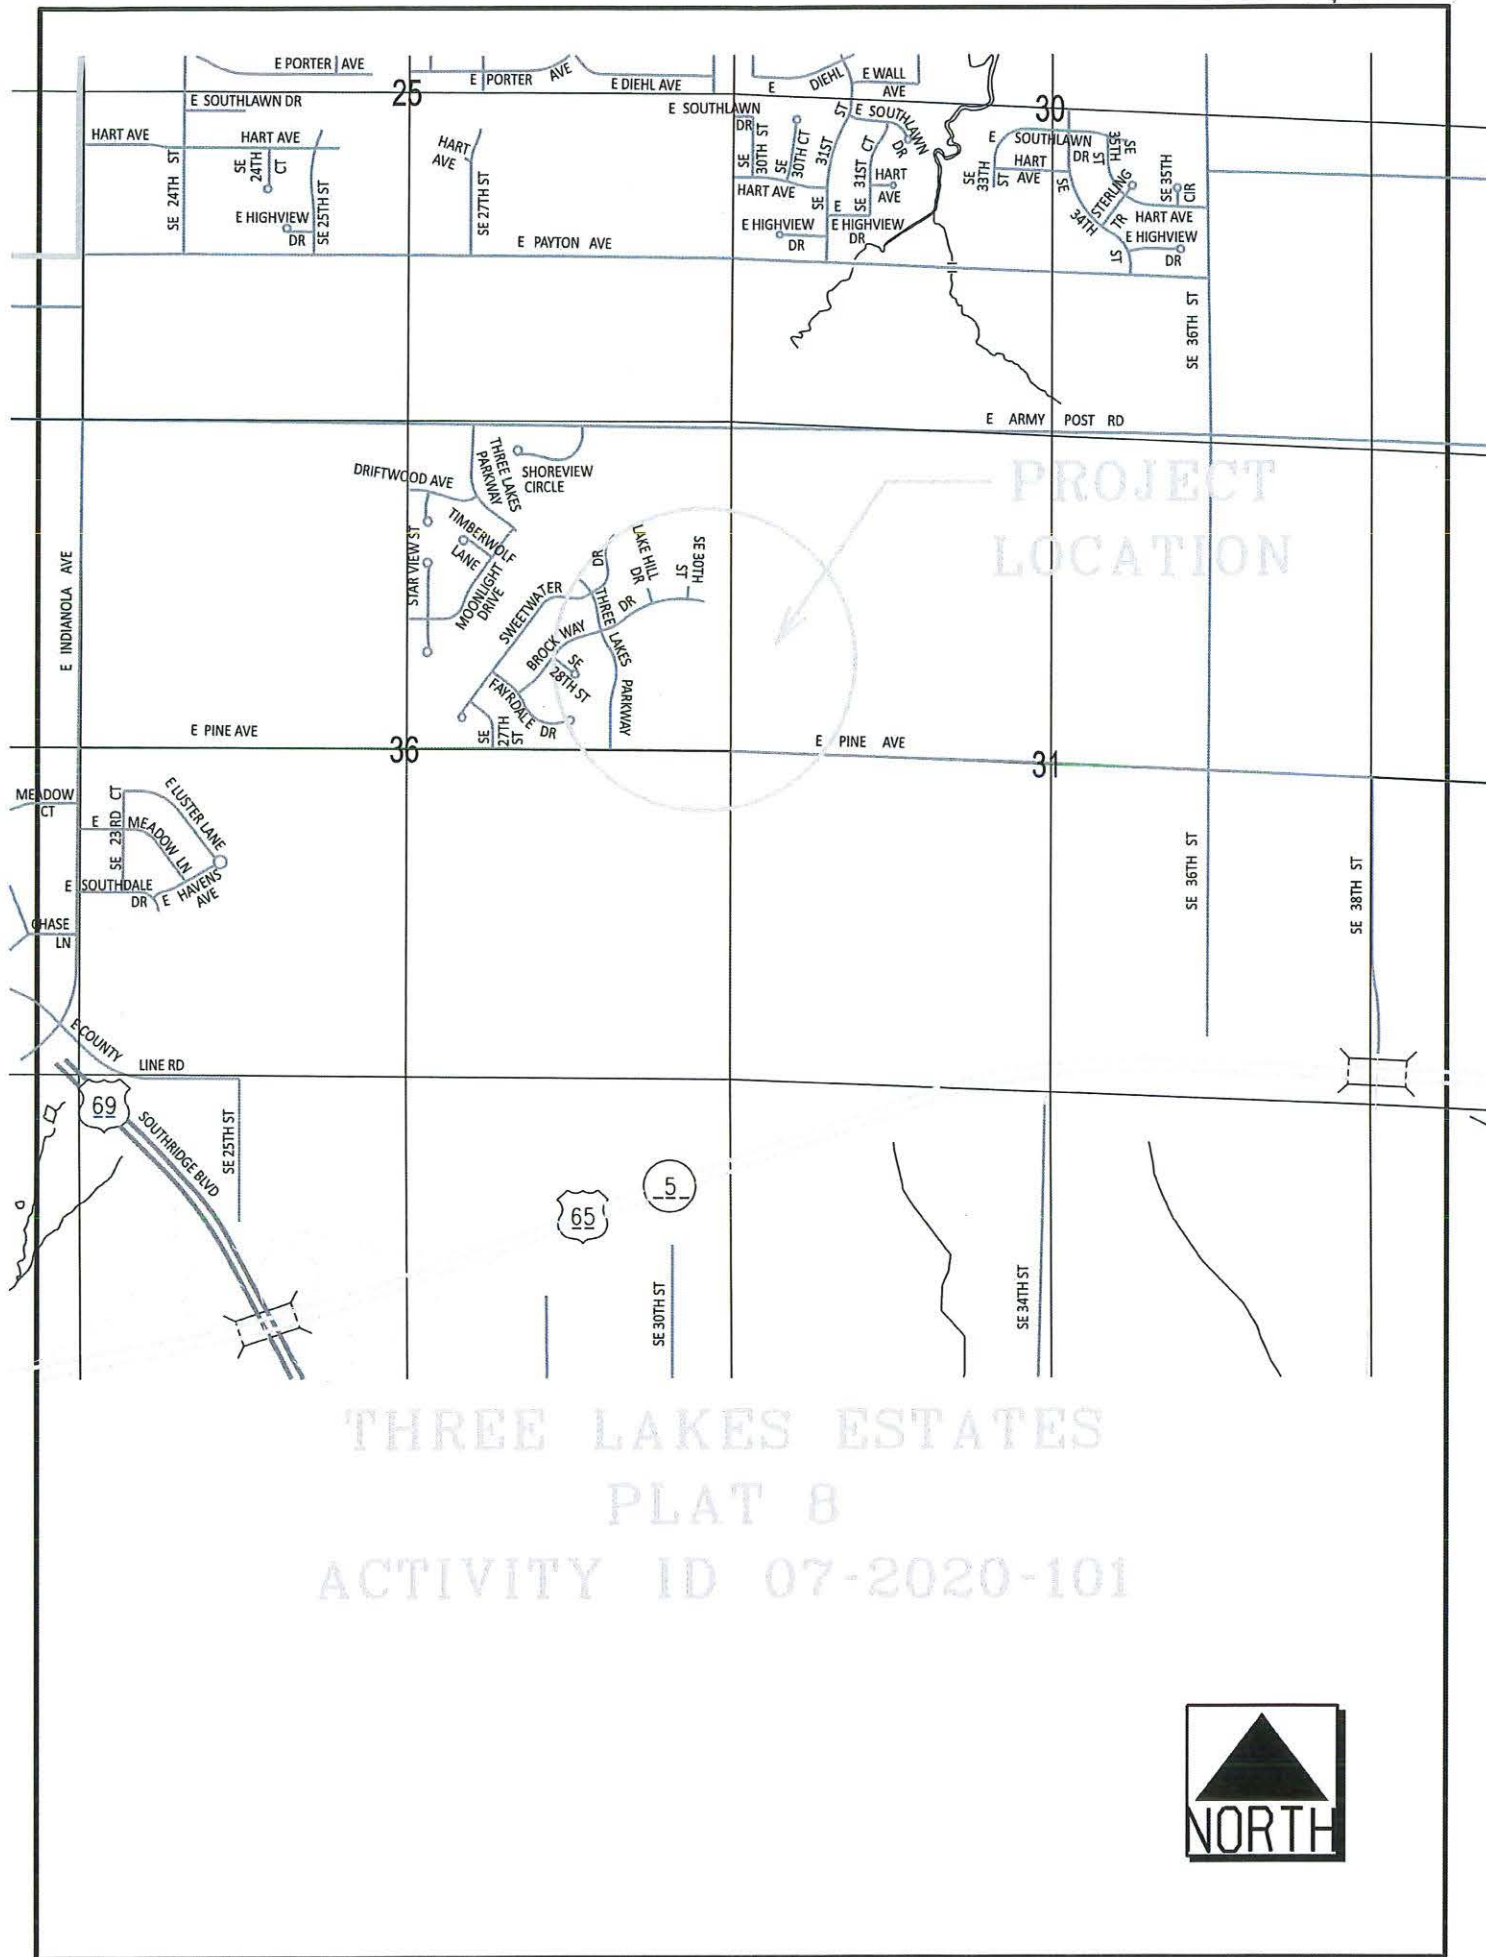 E PORTER AVE
E PORTER AVE
E DIEHL AVE
E DIEHL
E WALL
AVE
25
30
E SOUTHLAWN DR
E SOUTHLAWN
DR
E SOUTHLAWN
DR
E SOUTHLAWN
DR
HART AVE
HART AVE
HART
AVE
SE 24TH ST
SE
24TH
CT
SE 25TH ST
E HIGHVIEW
DR
SE 27TH ST
SE
30TH ST
SE
30TH CT
SE 31ST ST
SE 31ST CT
HART AVE
HART
AVE
E HIGHVIEW
DR
E
E HIGHVIEW
DR
SE
33TH
ST
HART
AVE
SE
34TH
ST
SE
35TH
ST
STERLING
TR
SE 35TH
CIR
HART AVE
E HIGHVIEW
DR
E PAYTON AVE
SE 36TH ST
E ARMY POST RD
PROJECT
LOCATION
THREE LAKES
PARKWAY
SHOREVIEW
CIRCLE
DRIFTWOOD AVE
TIMBERWOLF
LANE
STAR VIEW ST
MOONLIGHT
DRIVE
SWEETWATER
DR
LAKE HILL
DR
SE 30TH
ST
BROCK WAY
DR
THREE LAKES
PARKWAY
SE
28TH ST
FAYRDALE DR
SE
27TH
ST
E INDIANOLA AVE
E PINE AVE
36
E PINE AVE
31
MEADOW
CT
E LUSTER LANE
SE 23RD CT
E MEADOW LN
E SOUTHDALE
DR
E HAVENS
AVE
CHASE
LN
SE 36TH ST
SE 38TH ST
E COUNTY
LINE RD
69
SOUTHRIDGE BLVD
SE 25TH ST
65
5
SE 30TH ST
SE 34TH ST
THREE LAKES ESTATES
PLAT 8
ACTIVITY ID 07-2020-101
NORTH